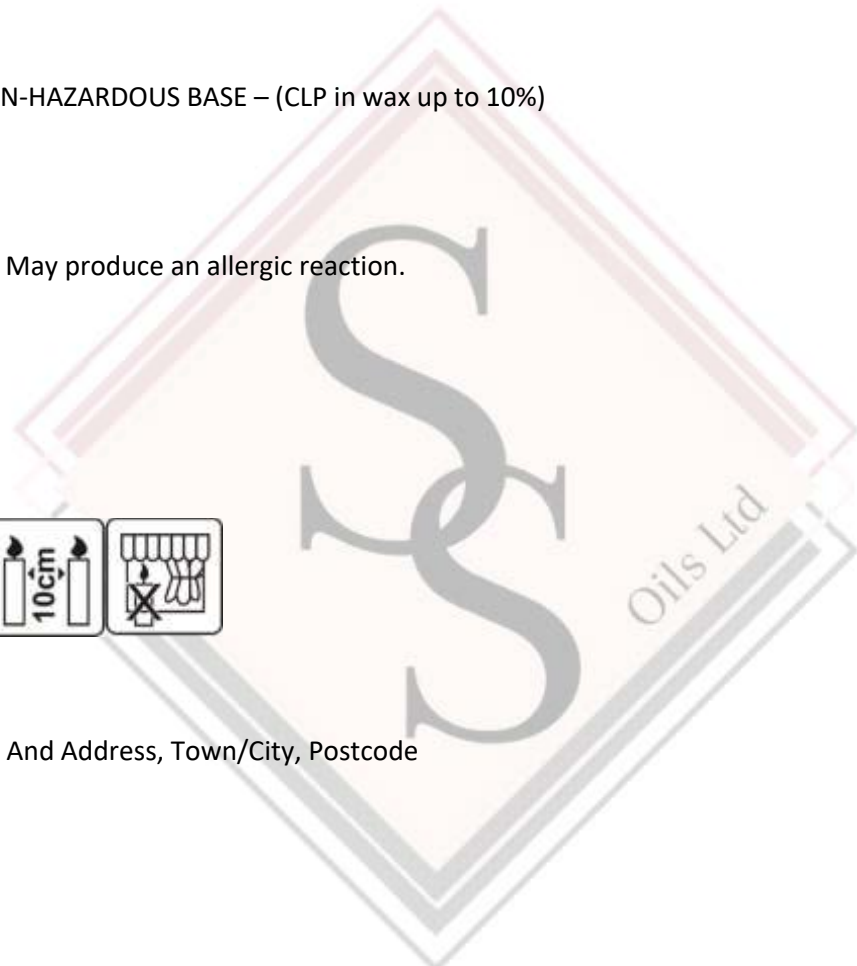 N-HAZARDOUS BASE – (CLP in wax up to 10%)
May produce an allergic reaction.
S
S
Oils Ltd
10cm
And Address, Town/City, Postcode